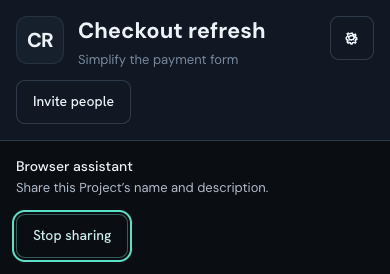 CR
Checkout refresh
Simplify the payment form
Invite people
Browser assistant
Share this Project’s name and description.
Stop sharing